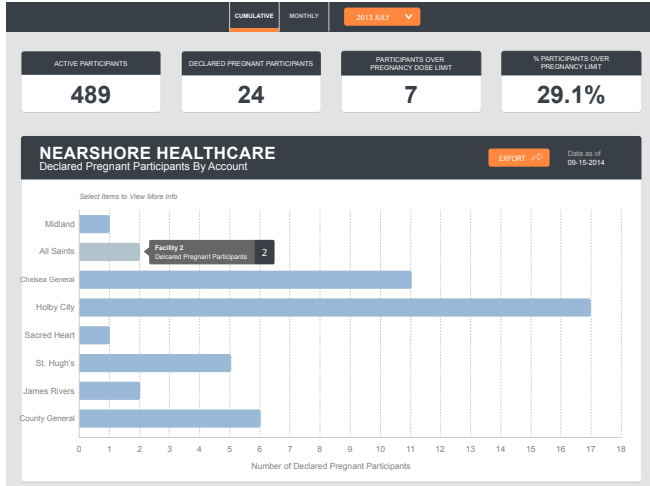 CUMULATIVE
MONTHLY
2013 JULY
ACTIVE PARTICIPANTS
489
DECLARED PREGNANT PARTICIPANTS
24
PARTICIPANTS OVER
PREGNANCY DOSE LIMIT
7
% PARTICIPANTS OVER
PREGNANCY LIMIT
29.1%
NEARSHORE HEALTHCARE
Declared Pregnant Participants By Account
EXPORT
Data as of
09-15-2014
Select Items to View More Info
Midland
All Saints
Facility 2
Delcared Pregnant Participants
2
Chelsea General
Holby City
Sacred Heart
St. Hugh's
James Rivers
County General
0 1 2 3 4 5 6 7 8 9 10 11 12 13 14 15 16 17 18
Number of Declared Pregnant Participants